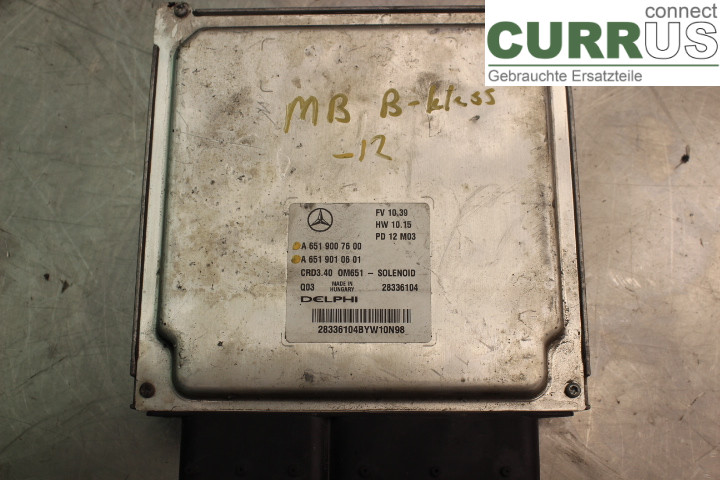 connect
CURRUS
Gebrauchte Ersatzteile
MB B-klass
-12
FV 10.39
HW 10.15
PD 12 M03
A 651 900 76 00
A 651 901 06 01
CRD3.40 OM651 - SOLENOID
Q03 MADE IN HUNGARY 28336104
DELPHI
28336104BYW10N98